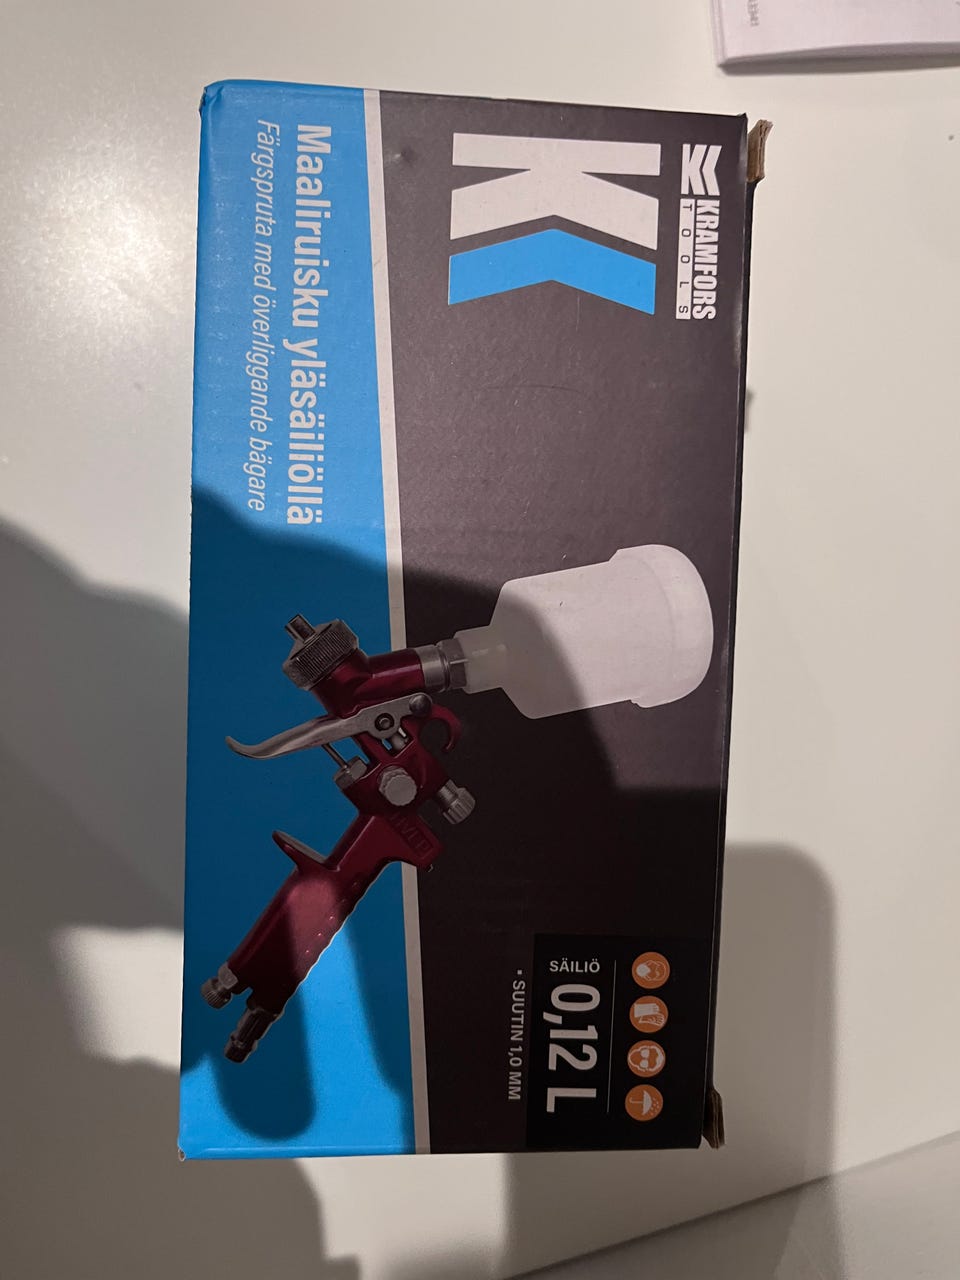 KRAMFORS
TOOLS
Maaliruisku yläsäiliöllä
Färgspruta med överliggande bägare
SÄILIÖ
0,12 L
▪ SUUTIN 1,0 MM